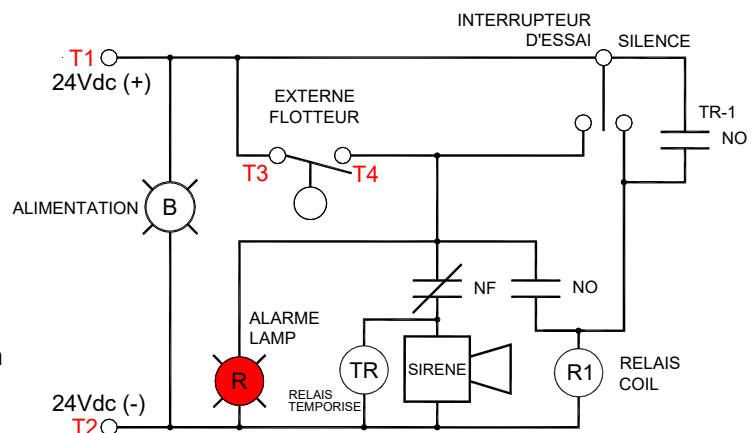 INTERRUPTEUR
D'ESSAI
SILENCE
T1
24Vdc (+)
EXTERNE
FLOTTEUR
TR-1
NO
T3
T4
ALIMENTATION
B
NF
NO
ALARME
LAMP
R
TR
SIRENE
R1
RELAIS
COIL
RELAIS
TEMPORISE
24Vdc (-)
T2